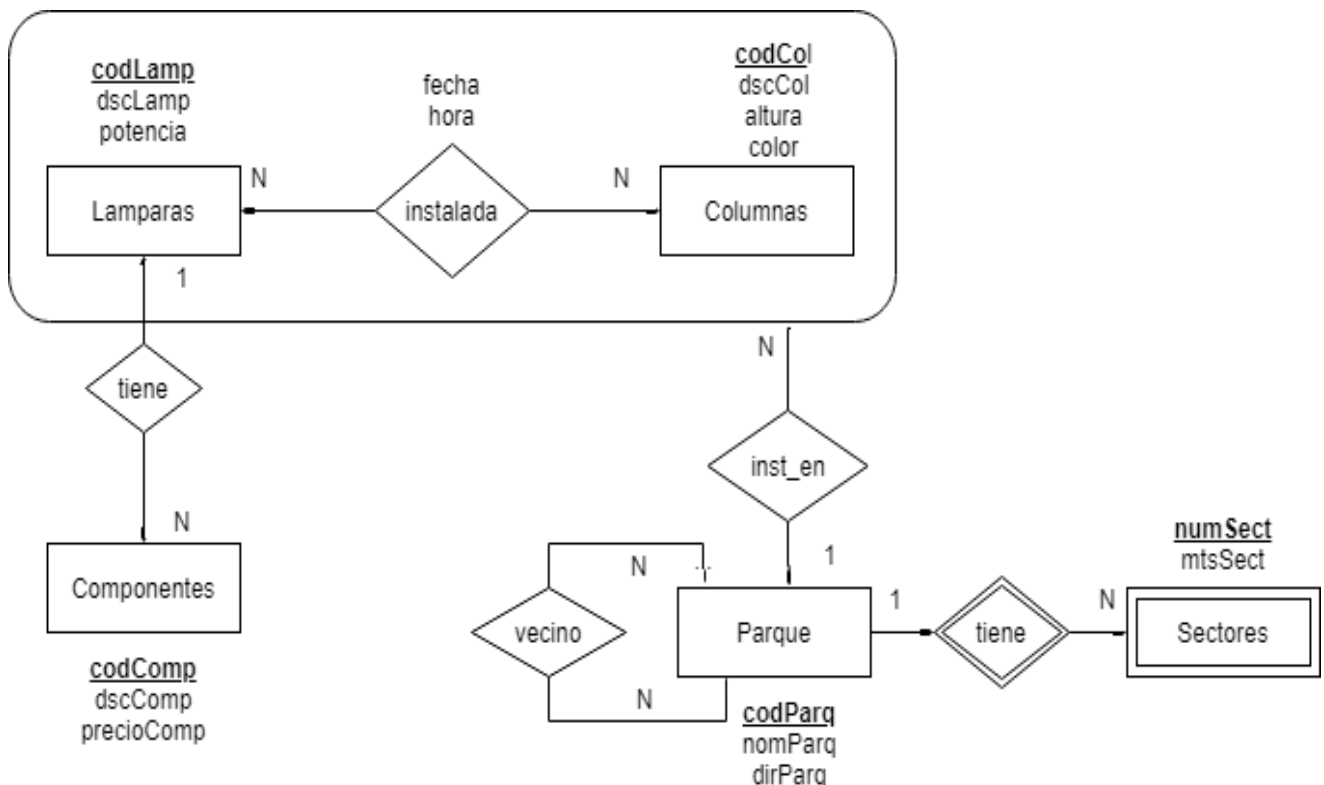 codLamp
dscLamp
potencia
fecha
hora
codCol
dscCol
altura
color
N
N
Lamparas
instalada
Columnas
1
N
tiene
inst_en
N
numSect
mtsSect
Componentes
N
1
1
N
vecino
Parque
tiene
Sectores
codComp
dscComp
precioComp
N
codParq
nomParq
dirParq